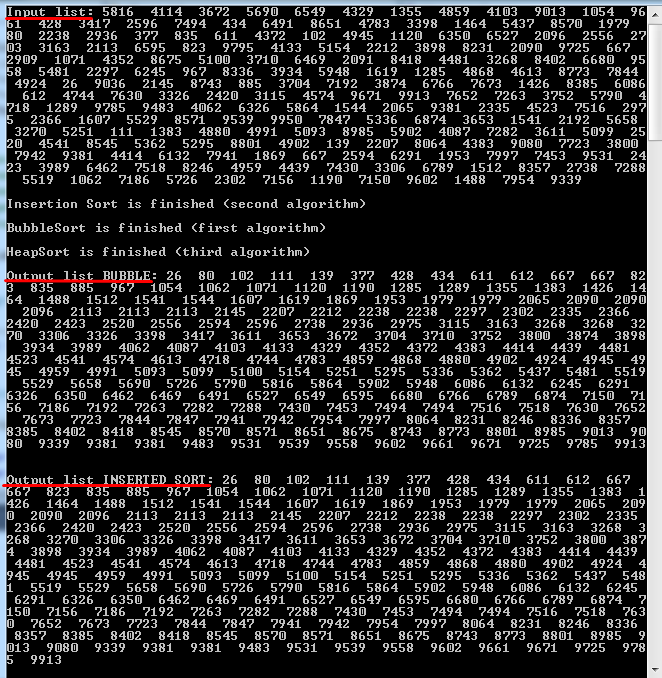 Input list: 5816  4114  3672  5690  6549  4329  1355  4859  4103  9013  1054  96
61  428  3417  2596  7494  434  6491  8651  4783  3398  1464  5437  8570  1979
80  2238  2936  377  835  611  4372  102  4945  1120  6350  6527  2096  2556  27
03  3163  2113  6595  823  9795  4133  5154  2212  3898  8231  2090  9725  667
2909  1071  4352  8675  5100  3710  6469  2091  8418  4481  3268  8402  6680  95
58  5481  2297  6245  967  8336  3934  5948  1619  1285  4868  4613  8773  7844
4924  26  9036  2145  8743  885  3704  7192  3874  6766  7673  1426  8385  6086
612  4744  7630  3326  2420  3115  4574  9671  9913  7652  7263  3752  5790  4
718  1289  9785  9483  4062  6326  5864  1544  2065  9381  2335  4523  7516  297
2366  1607  5529  8571  9539  9950  7847  5336  6874  3653  1541  2192  5658
3270  5251  111  1383  4880  4991  5093  8985  5902  4087  7282  3611  5099  25
20  4541  8545  5362  5295  8801  4902  139  2207  8064  4383  9080  7723  3800
7942  9381  4414  6132  7941  1869  667  2594  6291  1953  7997  7453  9531  24
23  3989  6462  7518  8246  4959  4439  7430  3306  6789  1512  8357  2738  7288
5519  1062  7186  5726  2302  7156  1190  7150  9602  1488  7954  9339
Insertion Sort is finished (second algorithm)
BubbleSort is finished (first algorithm)
HeapSort is finished (third algorithm)
Output list BUBBLE: 26  80  102  111  139  377  428  434  611  612  667  667  82
3  835  885  967  1054  1062  1071  1120  1190  1285  1289  1355  1383  1426  14
64  1488  1512  1541  1544  1607  1619  1869  1953  1979  1979  2065  2090  2090
2096  2113  2113  2113  2145  2207  2212  2238  2238  2297  2302  2335  2366
2420  2423  2520  2556  2594  2596  2738  2936  2975  3115  3163  3268  3268  32
70  3306  3326  3398  3417  3611  3653  3672  3704  3710  3752  3800  3874  3898
3934  3989  4062  4087  4103  4133  4329  4352  4372  4383  4414  4439  4481
4523  4541  4574  4613  4718  4744  4783  4859  4868  4880  4902  4924  4945  49
45  4959  4991  5093  5099  5100  5154  5251  5295  5336  5362  5437  5481  5519
5529  5658  5690  5726  5790  5816  5864  5902  5948  6086  6132  6245  6291
6326  6350  6462  6469  6491  6527  6549  6595  6680  6766  6789  6874  7150  71
56  7186  7192  7263  7282  7288  7430  7453  7494  7494  7516  7518  7630  7652
7673  7723  7844  7847  7941  7942  7954  7997  8064  8231  8246  8336  8357
8385  8402  8418  8545  8570  8571  8651  8675  8743  8773  8801  8985  9013  90
80  9339  9381  9381  9483  9531  9539  9558  9602  9661  9671  9725  9785  9913
Output list INSERTED SORT: 26  80  102  111  139  377  428  434  611  612  667
667  823  835  885  967  1054  1062  1071  1120  1190  1285  1289  1355  1383  1
426  1464  1488  1512  1541  1544  1607  1619  1869  1953  1979  1979  2065  209
0  2090  2096  2113  2113  2113  2145  2207  2212  2238  2238  2297  2302  2335
2366  2420  2423  2520  2556  2594  2596  2738  2936  2975  3115  3163  3268  3
268  3270  3306  3326  3398  3417  3611  3653  3672  3704  3710  3752  3800  387
4  3898  3934  3989  4062  4087  4103  4133  4329  4352  4372  4383  4414  4439
4481  4523  4541  4574  4613  4718  4744  4783  4859  4868  4880  4902  4924  4
945  4945  4959  4991  5093  5099  5100  5154  5251  5295  5336  5362  5437  548
1  5519  5529  5658  5690  5726  5790  5816  5864  5902  5948  6086  6132  6245
6291  6326  6350  6462  6469  6491  6527  6549  6595  6680  6766  6789  6874  7
150  7156  7186  7192  7263  7282  7288  7430  7453  7494  7494  7516  7518  763
0  7652  7673  7723  7844  7847  7941  7942  7954  7997  8064  8231  8246  8336
8357  8385  8402  8418  8545  8570  8571  8651  8675  8743  8773  8801  8985  9
013  9080  9339  9381  9381  9483  9531  9539  9558  9602  9661  9671  9725  978
5  9913